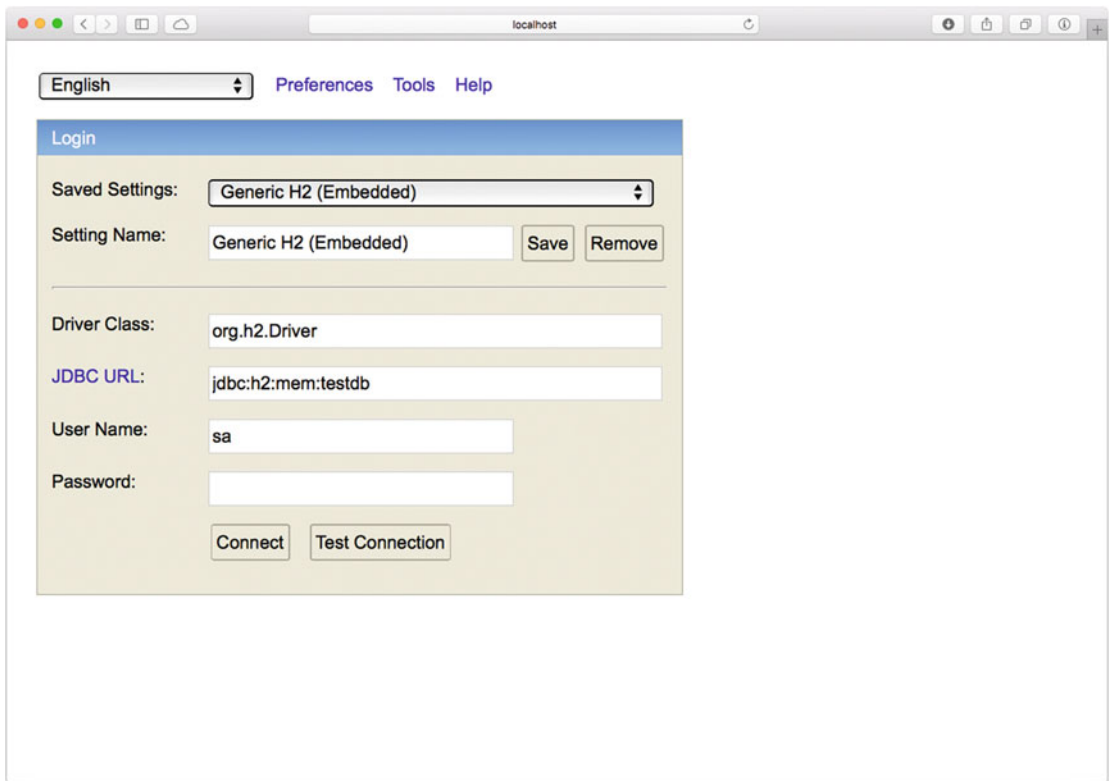 localhost
English Preferences Tools Help
Login
Saved Settings: Generic H2 (Embedded)
Setting Name: Generic H2 (Embedded) Save Remove
Driver Class: org.h2.Driver
JDBC URL: jdbc:h2:mem:testdb
User Name: sa
Password:
Connect Test Connection